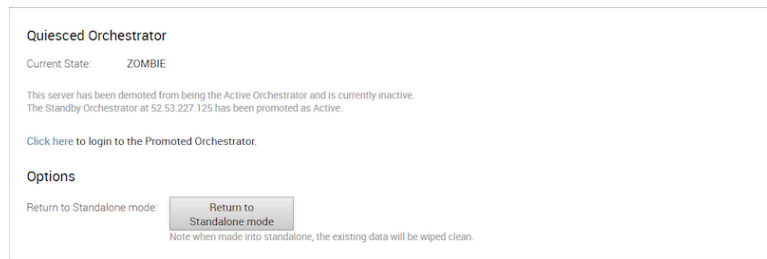 Quiesced Orchestrator
Current State: ZOMBIE
This server has been demoted from being the Active Orchestrator and is currently inactive.
The Standby Orchestrator at 52.53.227.125 has been promoted as Active.
Click here to login to the Promoted Orchestrator.
Options
Return to Standalone mode: Return to
Standalone mode
Note when made into standalone, the existing data will be wiped clean.